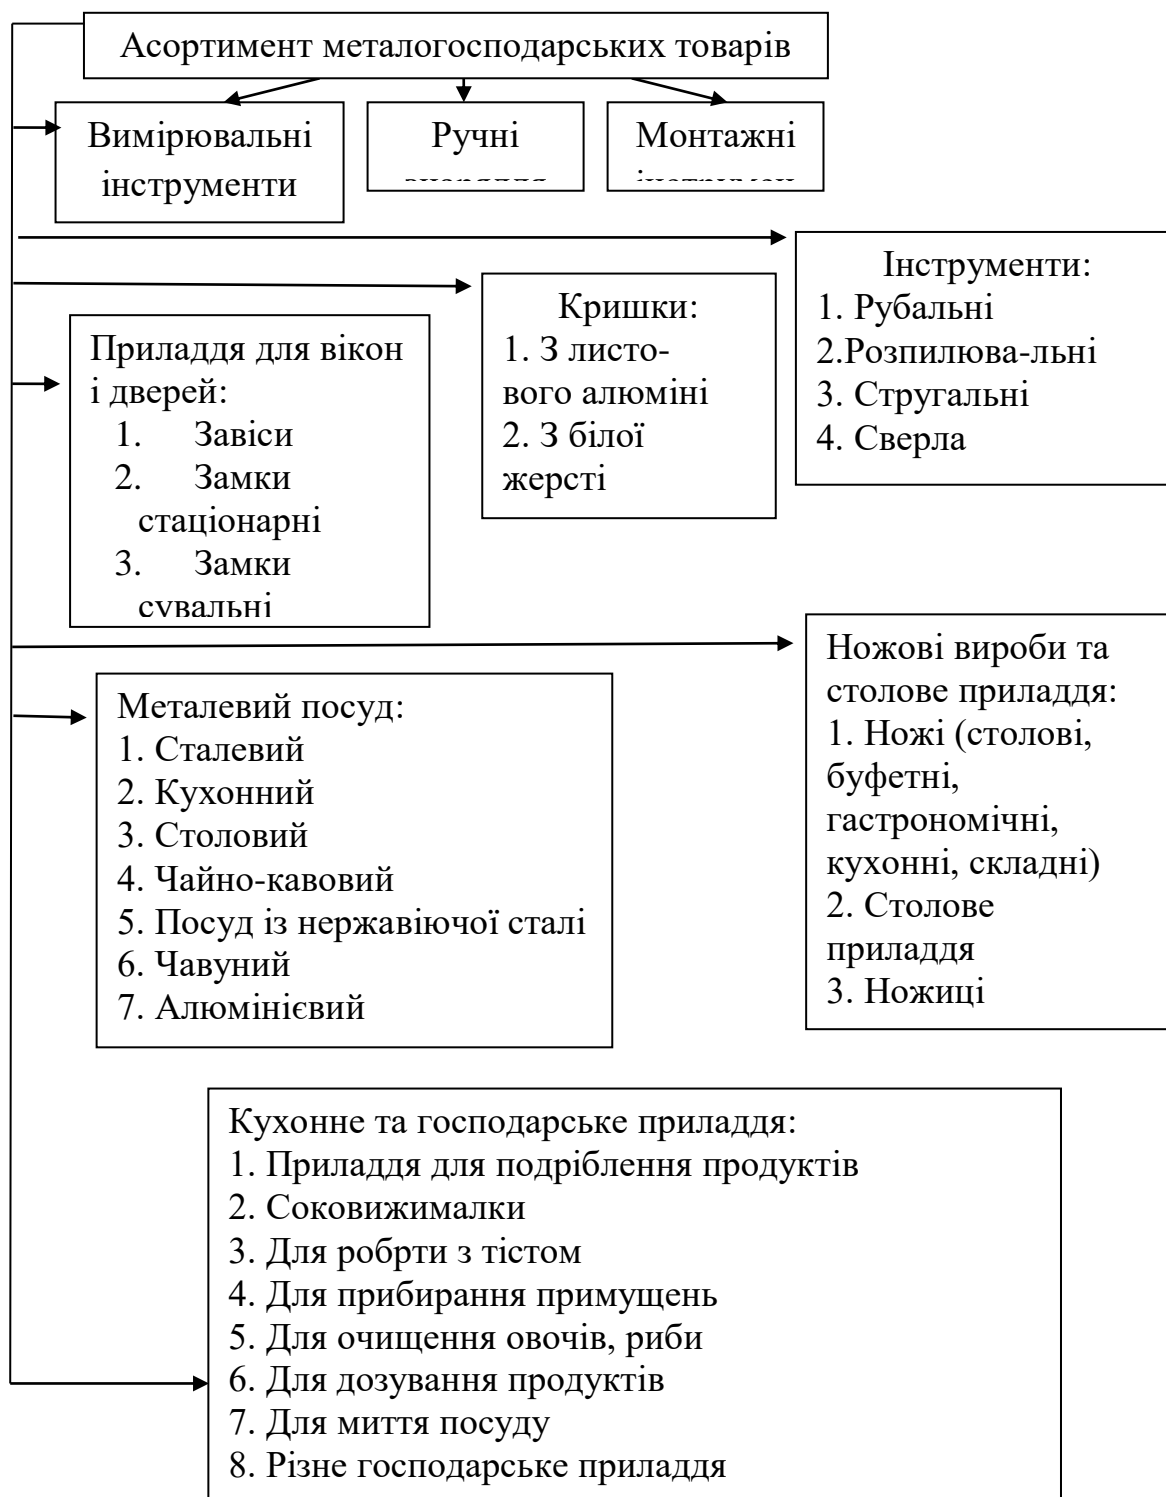 Асортимент металогосподарських товарів
Вимірювальні
інструменти
Ручні
Монтажні
Інструменти:
1. Рубальні
2.Розпилюва-льні
3. Стругальні
4. Сверла
Кришки:
1. З листо-
вого алюміні
2. З білої
жерсті
Приладдя для вікон
і дверей:
1. Завіси
2. Замки
стаціонарні
3. Замки
сувальні
Ножові вироби та
столове приладдя:
1. Ножі (столові,
буфетні,
гастрономічні,
кухонні, складні)
2. Столове
приладдя
3. Ножиці
Металевий посуд:
1. Сталевий
2. Кухонний
3. Столовий
4. Чайно-кавовий
5. Посуд із нержавіючої сталі
6. Чавуний
7. Алюмінієвий
Кухонне та господарське приладдя:
1. Приладдя для подріблення продуктів
2. Соковижималки
3. Для робрти з тістом
4. Для прибирання примущень
5. Для очищення овочів, риби
6. Для дозування продуктів
7. Для миття посуду
8. Різне господарське приладдя